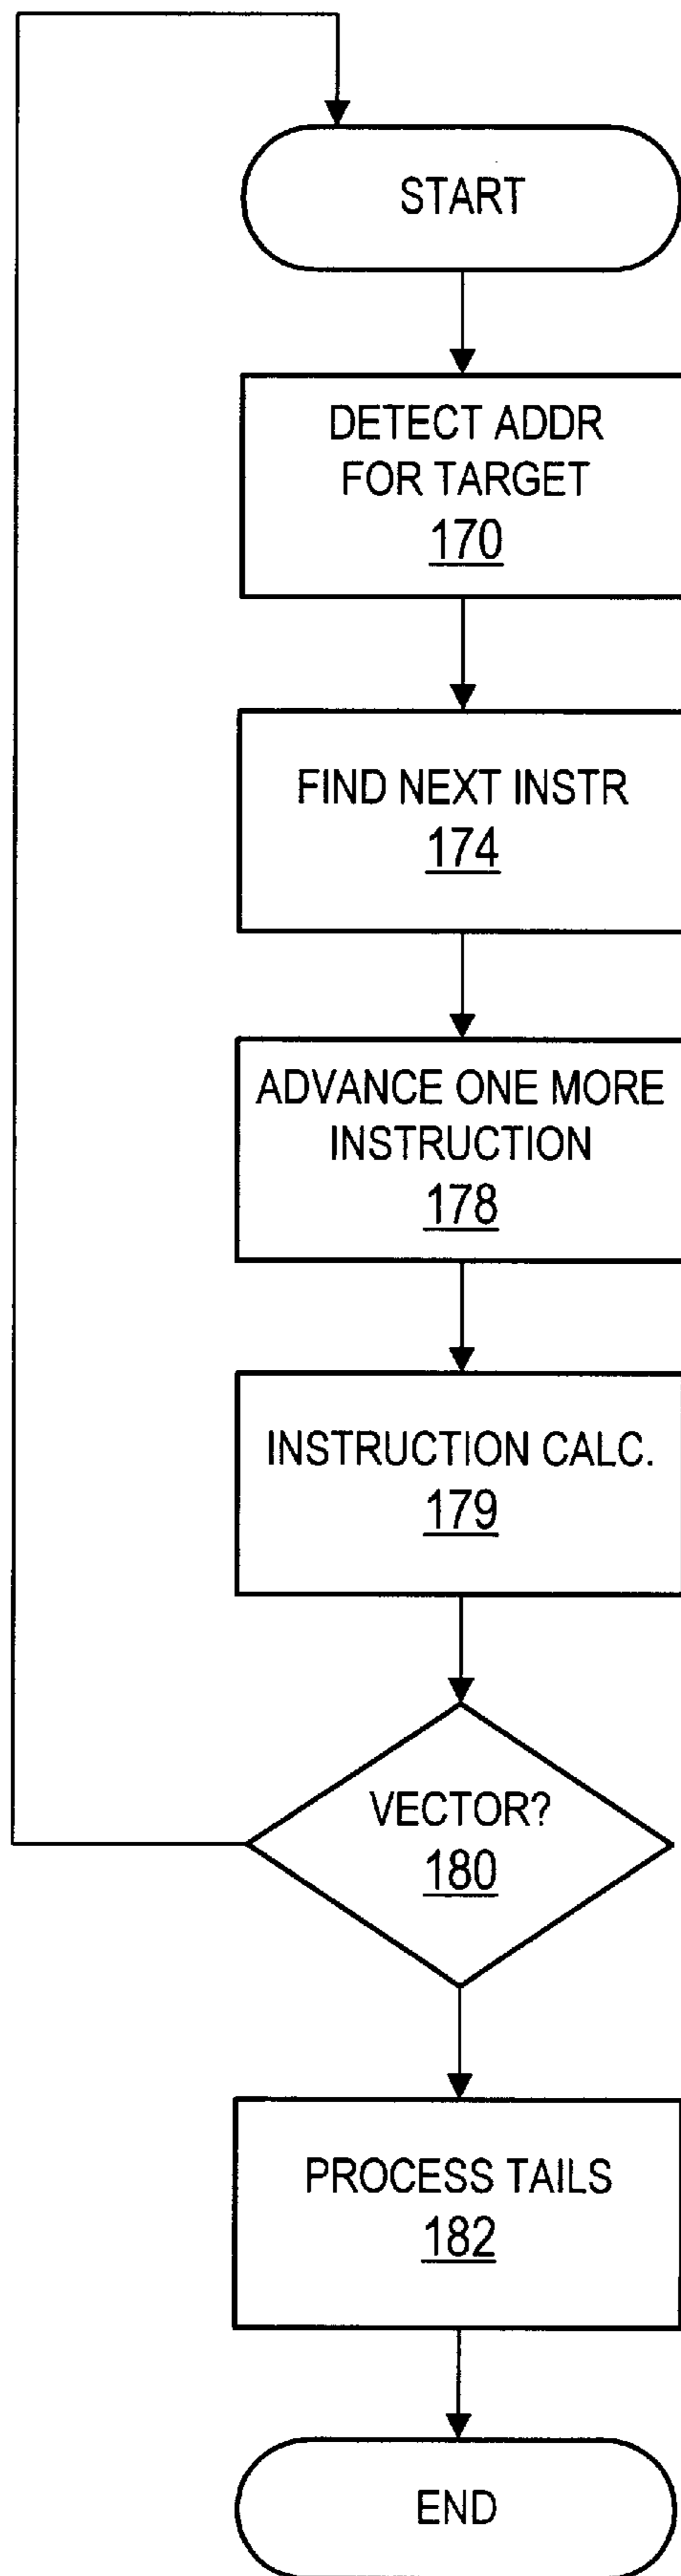 START
DETECT ADDR
FOR TARGET
170
FIND NEXT INSTR
174
ADVANCE ONE MORE
INSTRUCTION
178
INSTRUCTION CALC.
179
VECTOR?
180
PROCESS TAILS
182
END